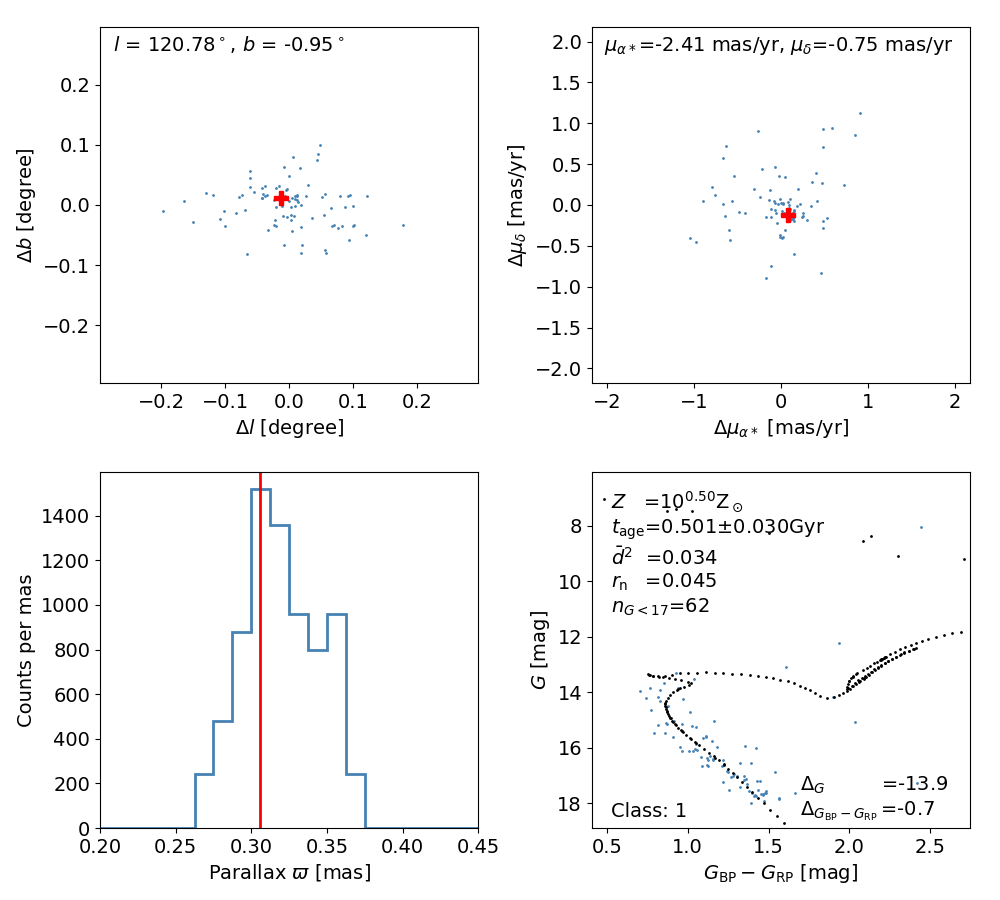 l = 120.78°, b = -0.95°
0.2
0.1
0.0
−0.1
−0.2
Δb [degree]
−0.2 −0.1 0.0 0.1 0.2
Δl [degree]
μα*=-2.41 mas/yr, μδ=-0.75 mas/yr
2.0
1.5
1.0
0.5
0.0
−0.5
−1.0
−1.5
−2.0
Δμδ [mas/yr]
−2 −1 0 1 2
Δμα* [mas/yr]
1400
1200
1000
800
600
400
200
0
Counts per mas
0.20 0.25 0.30 0.35 0.40 0.45
Parallax ϖ [mas]
Z =10^0.50 Z⊙
t_age=0.501±0.030Gyr
d̄² =0.034
r_n =0.045
n_G<17=62
8
10
12
14
16
18
G [mag]
Δ_G =-13.9
Δ_GBP−GRP=-0.7
Class: 1
0.5 1.0 1.5 2.0 2.5
G_BP − G_RP [mag]